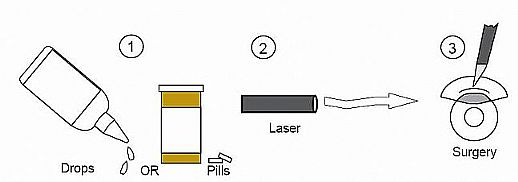 1
2
3
Laser
Surgery
Drops
OR
Pills